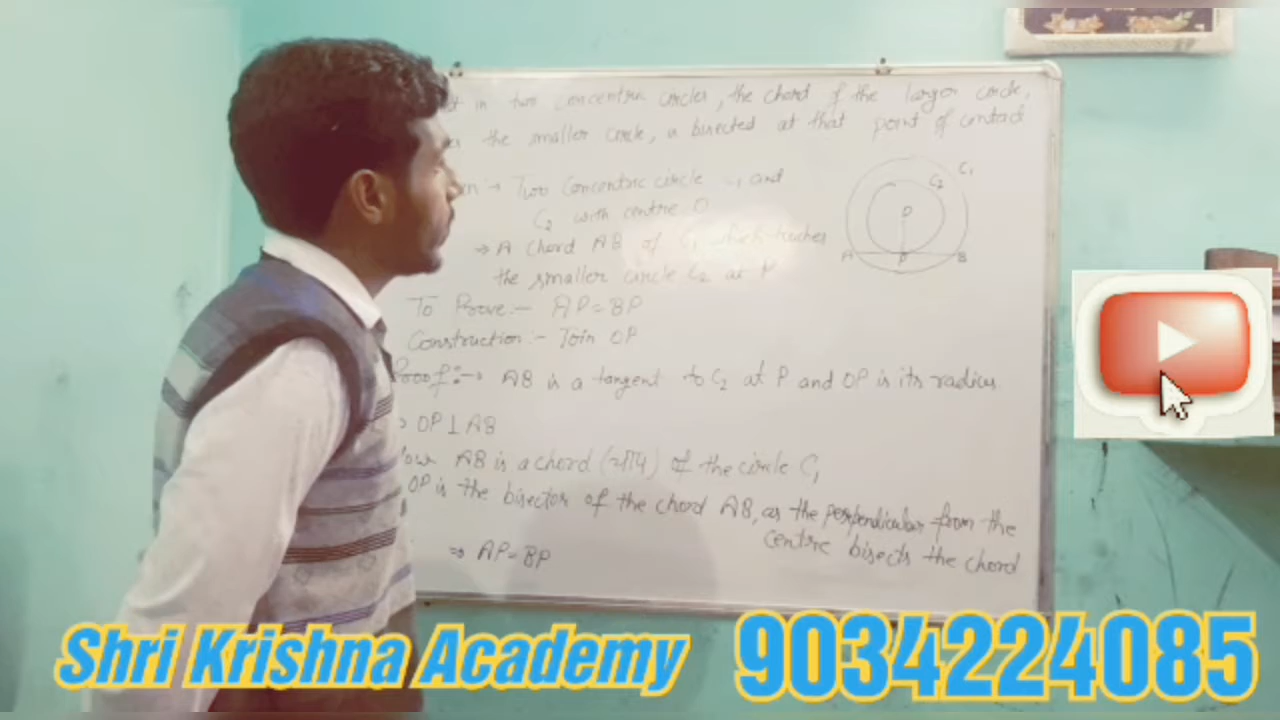 in two concentric circles, the chord of the larger circle,
the smaller circle, is bisected at that point of contact
→ Two Concentric circle C₁ and
C₂ with centre O
⇒ A chord AB of C₁ which touches
the smaller circle C₂ at P
To Prove:- AP=BP
Construction:- Join OP
Proof:-→ AB is a tangent to C₂ at P and OP is its radius
OP⊥AB
AB is a chord (चाप) of the circle C₁
OP is the bisector of the chord AB, as the perpendicular from the
centre bisects the chord
⇒ AP=BP
C₁
C₂
O
A P B
Shri Krishna Academy 9034224085